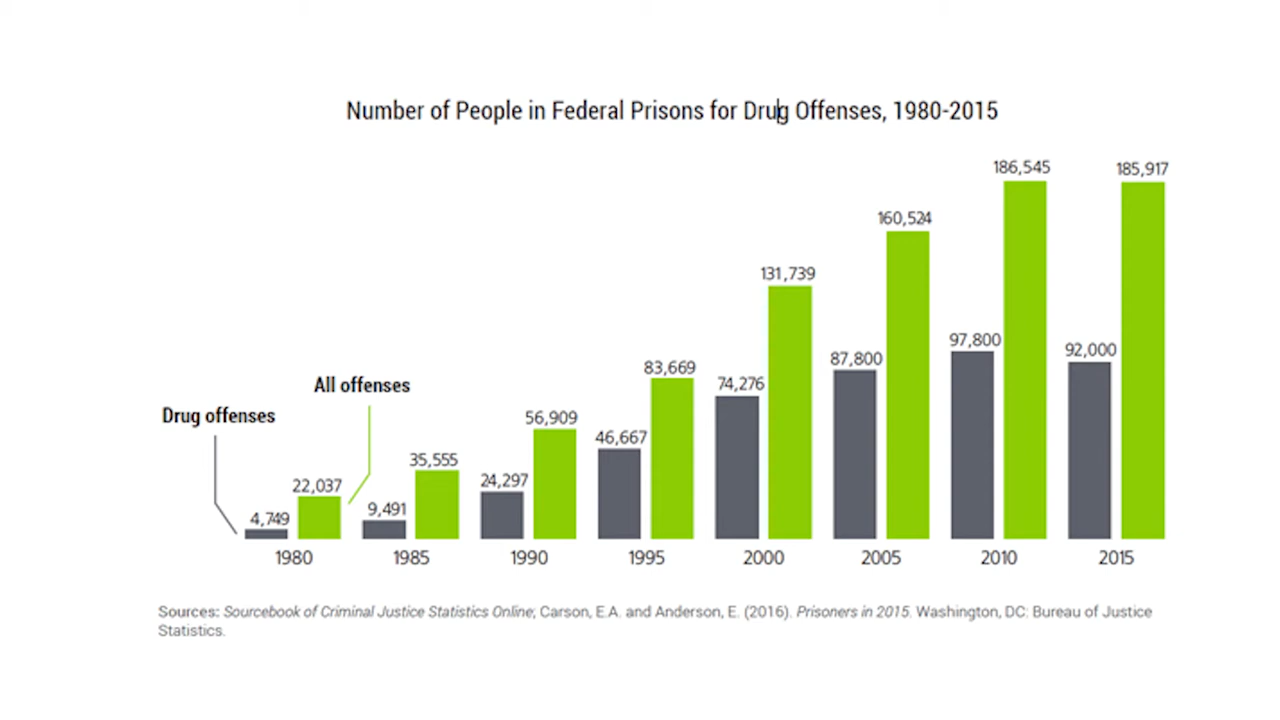 Number of People in Federal Prisons for Drug Offenses, 1980-2015
186,545
185,917
160,524
131,739
97,800
92,000
87,800
83,669
74,276
All offenses
Drug offenses
56,909
46,667
35,555
24,297
22,037
9,491
4,749
1980 1985 1990 1995 2000 2005 2010 2015
Sources: Sourcebook of Criminal Justice Statistics Online; Carson, E.A. and Anderson, E. (2016). Prisoners in 2015. Washington, DC: Bureau of Justice
Statistics.